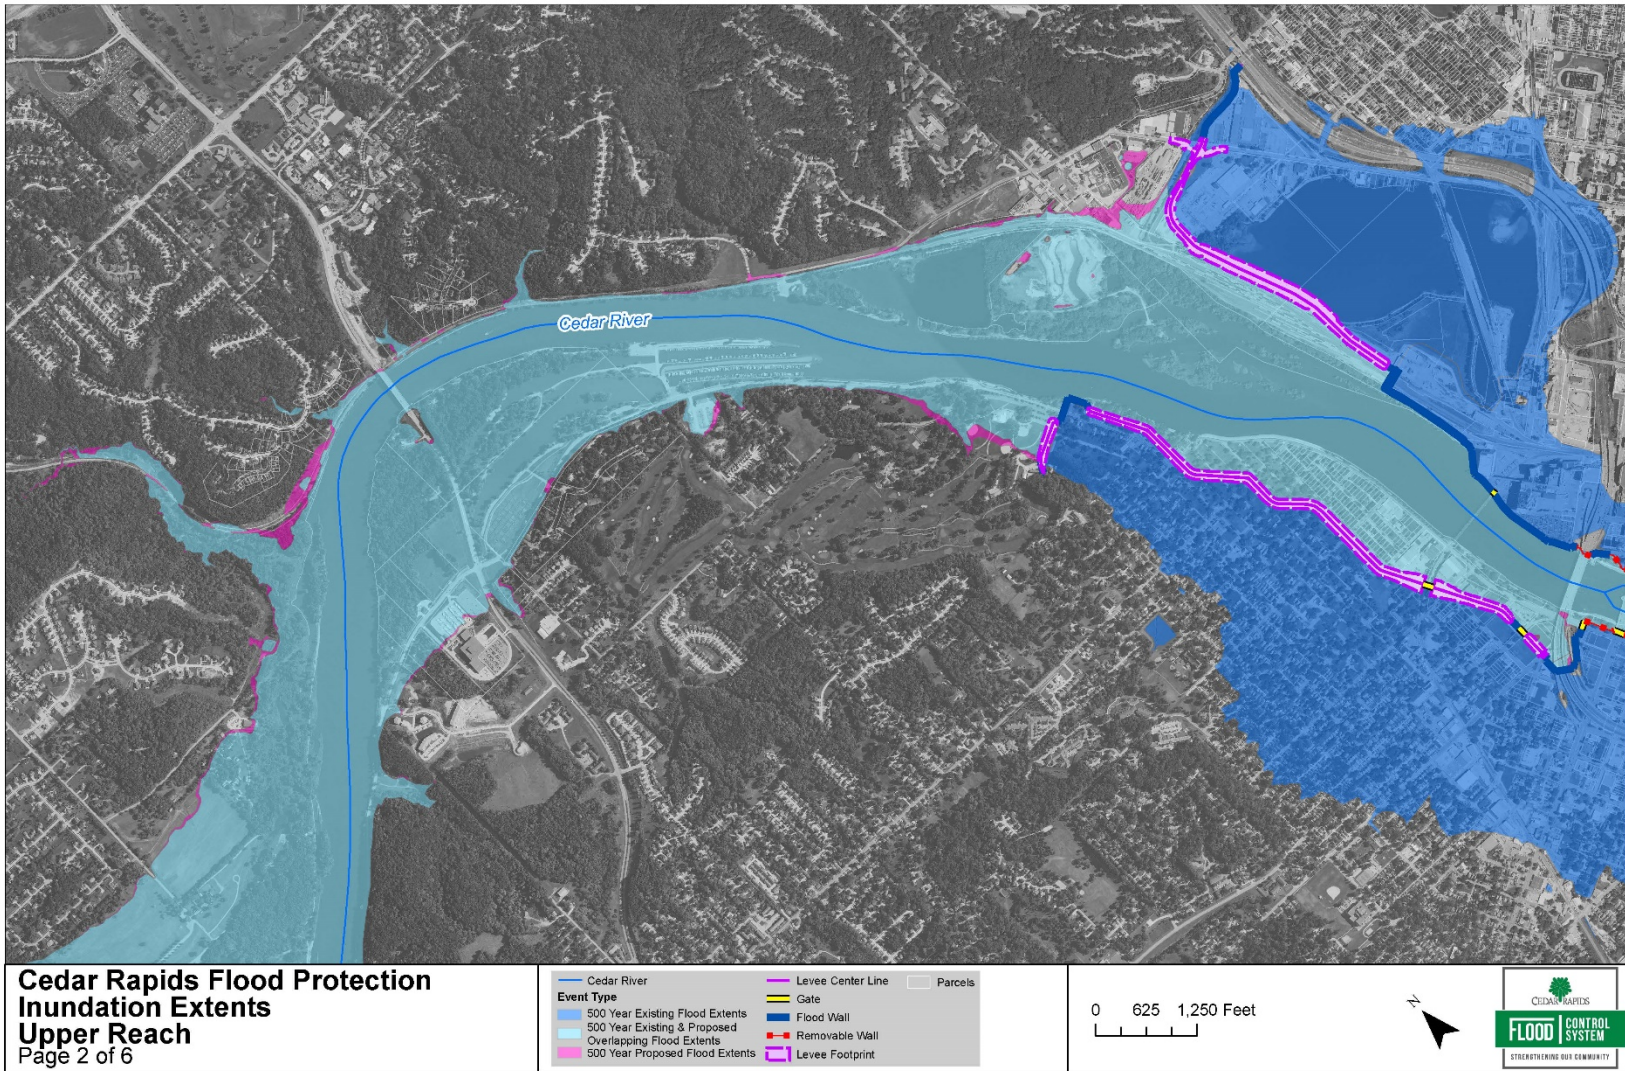 Cedar River
Cedar Rapids Flood Protection
Inundation Extents
Upper Reach
Page 2 of 6
Cedar River
Event Type
500 Year Existing Flood Extents
500 Year Existing & Proposed
Overlapping Flood Extents
500 Year Proposed Flood Extents
Levee Center Line
Gate
Flood Wall
Removable Wall
Levee Footprint
Parcels
0 625 1,250 Feet
N
CEDAR RAPIDS
FLOOD CONTROL
SYSTEM
STRENGTHENING OUR COMMUNITY